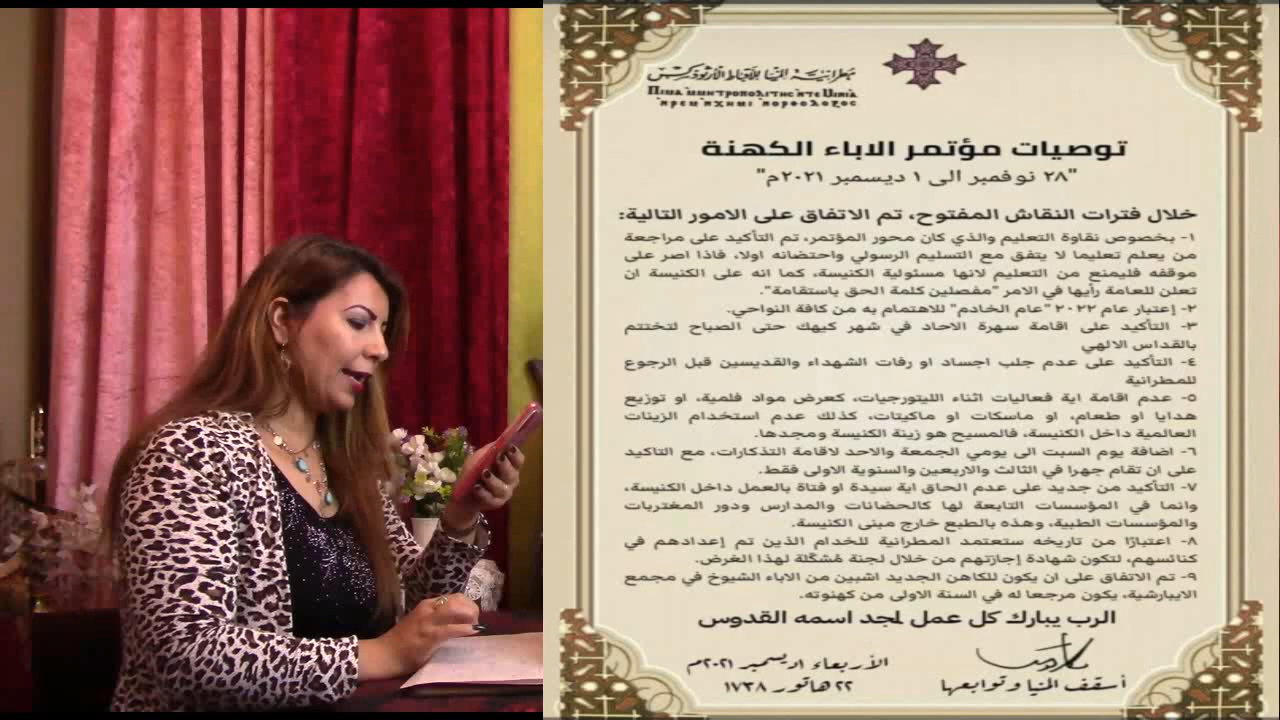 مطرانية المنيا للأقباط الأرثوذكس
توصيات مؤتمر الاباء الكهنة
"٢٨ نوفمبر الى ١ ديسمبر ٢٠٢١م"
خلال فترات النقاش المفتوح، تم الاتفاق على الامور التالية:
١- بخصوص نقاوة التعليم والذي كان محور المؤتمر، تم التأكيد على مراجعة
من يعلم تعليما لا يتفق مع التسليم الرسولي واحتضانه اولا، فاذا اصر على
موقفه فليمنع من التعليم لانها مسئولية الكنيسة، كما انه على الكنيسة ان
تعلن للعامة رأيها في الامر "مفصلين كلمة الحق باستقامة".
٢- إعتبار عام ٢٠٢٢ "عام الخادم" للاهتمام به من كافة النواحي.
٣- التأكيد على اقامة سهرة الاحاد في شهر كيهك حتى الصباح لتختتم
بالقداس الالهي
٤- التأكيد على عدم جلب اجساد او رفات الشهداء والقديسين قبل الرجوع
للمطرانية
٥- عدم اقامة اية فعاليات اثناء الليتورجيات، كعرض مواد فلمية، او توزيع
هدايا او طعام، او ماسكات او ماكيتات، كذلك عدم استخدام الزينات
العالمية داخل الكنيسة، فالمسيح هو زينة الكنيسة ومجدها.
٦- اضافة يوم السبت الى يومي الجمعة والاحد لاقامة التذكارات، مع التاكيد
على ان تقام جهرا في الثالث والاربعين والسنوية الاولى فقط.
٧- التأكيد من جديد على عدم الحاق اية سيدة او فتاة بالعمل داخل الكنيسة،
وانما في المؤسسات التابعة لها كالحضانات والمدارس ودور المغتربات
والمؤسسات الطبية، وهذه بالطبع خارج مبنى الكنيسة.
٨- اعتبارًا من تاريخه ستعتمد المطرانية للخدام الذين تم إعدادهم في
كنائسهم، لتكون شهادة إجازتهم من خلال لجنة مُشكّلة لهذا الغرض.
٩- تم الاتفاق على ان يكون للكاهن الجديد اشبين من الاباء الشيوخ في مجمع
الايبارشية، يكون مرجعا له في السنة الاولى من كهنوته.
الرب يبارك كل عمل لمجد اسمه القدوس
الأربعاء ١ ديسمبر ٢٠٢١م
٢٢ هاتور ١٧٣٨
أسقف المنيا وتوابعها